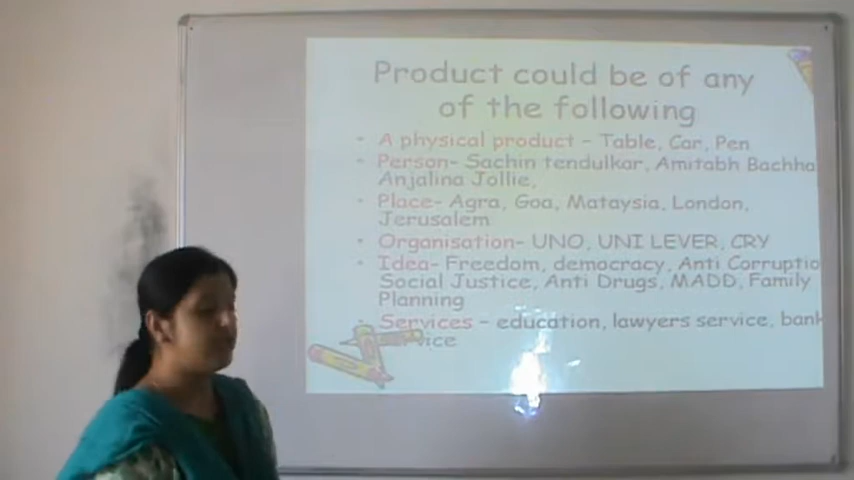 Product could be of any
of the following
• A physical product - Table, Car, Pen
• Person- Sachin tendulkar, Amitabh Bachha
Anjalina Jollie,
• Place- Agra, Goa, Mataysia, London,
Jerusalem
• Organisation- UNO, UNI LEVER, CRY
• Idea- Freedom, democracy, Anti Corruptio
Social Justice, Anti Drugs, MADD, Family
Planning
• Services - education, lawyers service, bank
vice